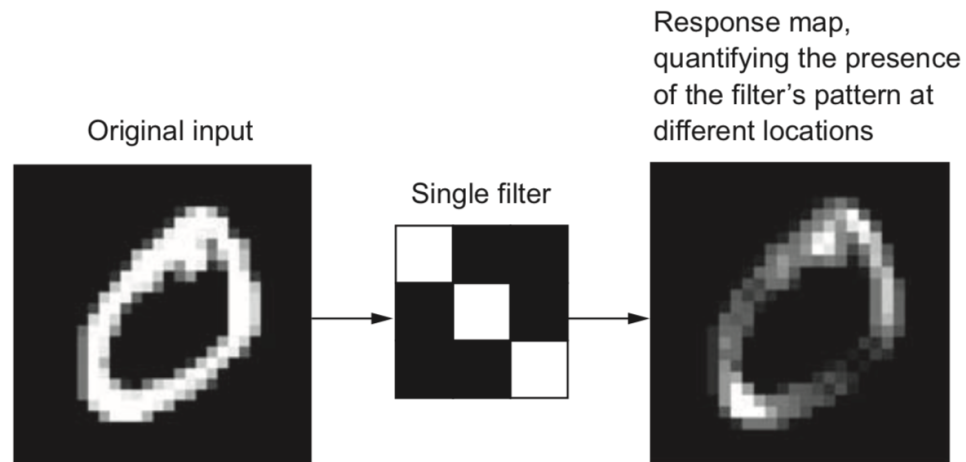 Original input
Single filter
Response map,
quantifying the presence
of the filter’s pattern at
different locations